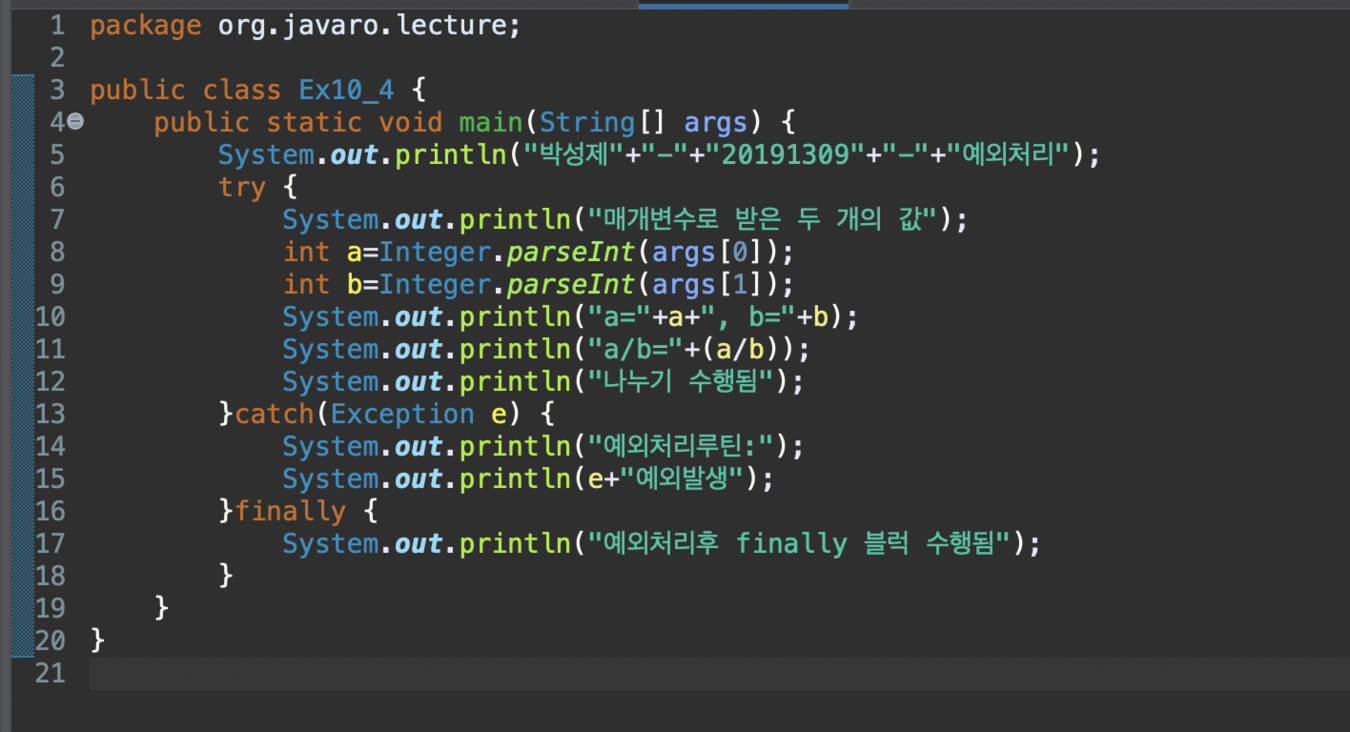 1 package org.javaro.lecture;
2
3 public class Ex10_4 {
4     public static void main(String[] args) {
5         System.out.println("박성제"+"-"+"20191309"+"-"+"예외처리");
6         try {
7             System.out.println("매개변수로 받은 두 개의 값");
8             int a=Integer.parseInt(args[0]);
9             int b=Integer.parseInt(args[1]);
10             System.out.println("a="+a+", b="+b);
11             System.out.println("a/b="+(a/b));
12             System.out.println("나누기 수행됨");
13         }catch(Exception e) {
14             System.out.println("예외처리루틴:");
15             System.out.println(e+"예외발생");
16         }finally {
17             System.out.println("예외처리후 finally 블럭 수행됨");
18         }
19     }
20 }
21